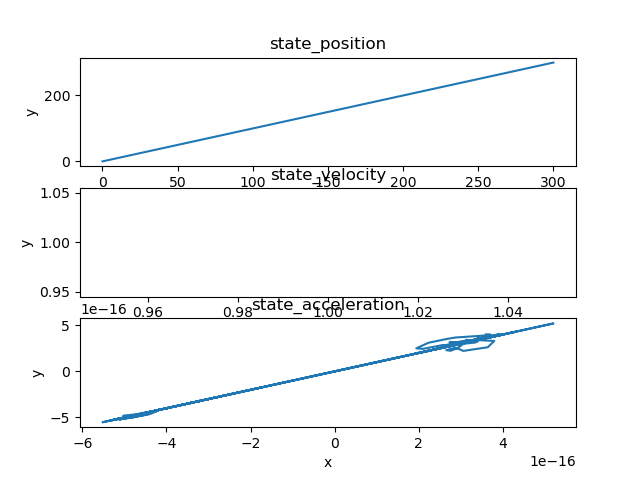 state_position
y
200
0
0 50 100 150 200 250 300
state_velocity
y
1.05
1.00
0.95
0.96 0.98 1.00 1.02 1.04
1e−16
state_acceleration
y
5
0
−5
−6 −4 −2 0 2 4
x
1e−16